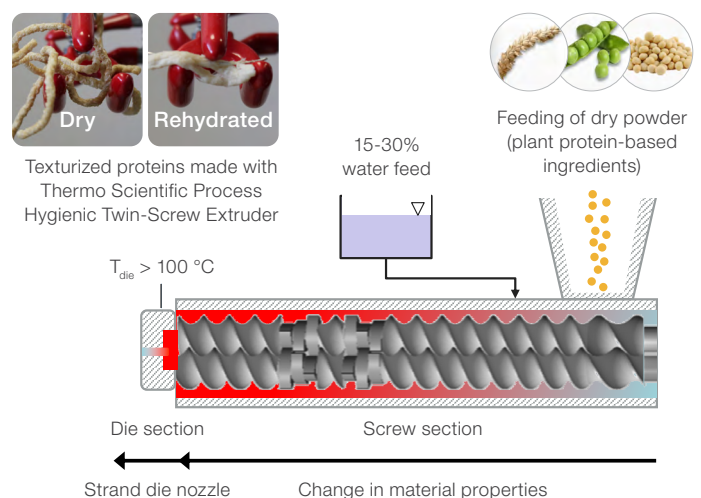 Dry
Rehydrated
Texturized proteins made with
Thermo Scientific Process
Hygienic Twin-Screw Extruder
15-30%
water feed
Feeding of dry powder
(plant protein-based
ingredients)
Tdie > 100 °C
Die section
Screw section
Strand die nozzle
Change in material properties